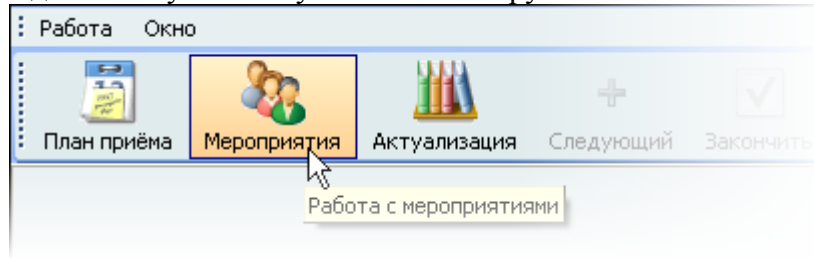 Работа Окно
План приёма Мероприятия Актуализация Следующий Закончить
Работа с мероприятиями